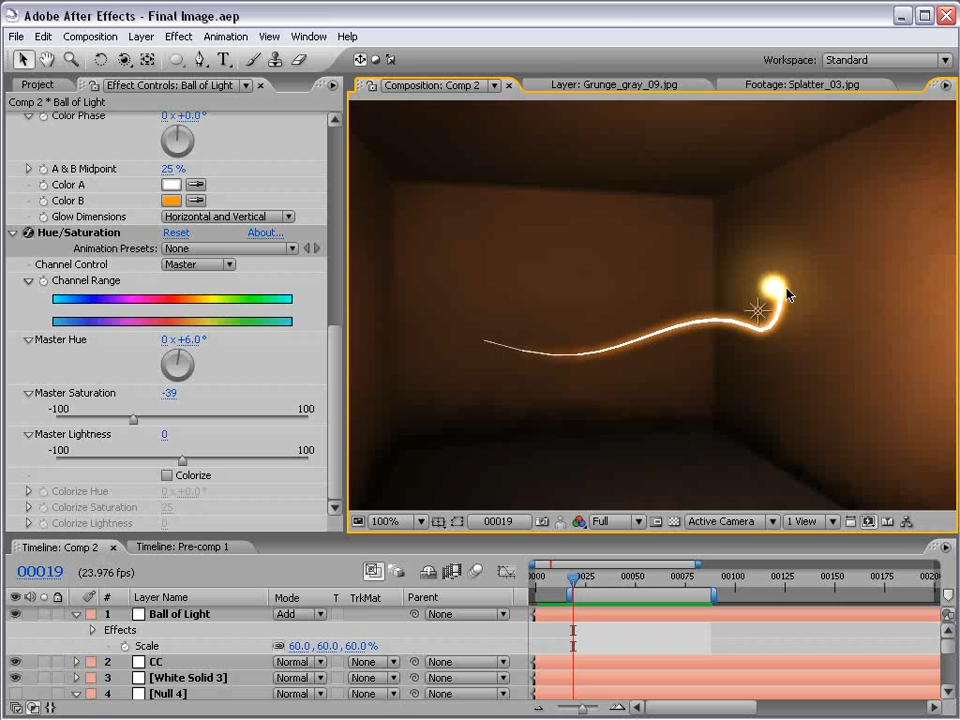 Adobe After Effects - Final Image.aep
File Edit Composition Layer Effect Animation View Window Help
Workspace: Standard
Project Effect Controls: Ball of Light Composition: Comp 2 Layer: Grunge_gray_09.jpg Footage: Splatter_03.jpg
Comp 2 * Ball of Light
Color Phase 0 x+0.0°
A & B Midpoint 25 %
Color A
Color B
Glow Dimensions Horizontal and Vertical
Hue/Saturation Reset About...
Animation Presets: None
Channel Control Master
Channel Range
Master Hue 0 x+6.0°
Master Saturation -39
-100 100
Master Lightness 0
-100 100
Colorize
Colorize Hue 0 x+0.0°
Colorize Saturation 25
Colorize Lightness 0
100% 00019 Full Active Camera 1 View
Timeline: Comp 2 Timeline: Pre-comp 1
00019 (23.976 fps)
0000 00025 00050 00075 00100 00125 00150 00175 0020
# Layer Name Mode T TrkMat Parent
1 Ball of Light Add None
Effects
Scale 60.0, 60.0, 60.0%
2 CC Normal None None
3 [White Solid 3] Normal None None
4 [Null 4] Normal None None